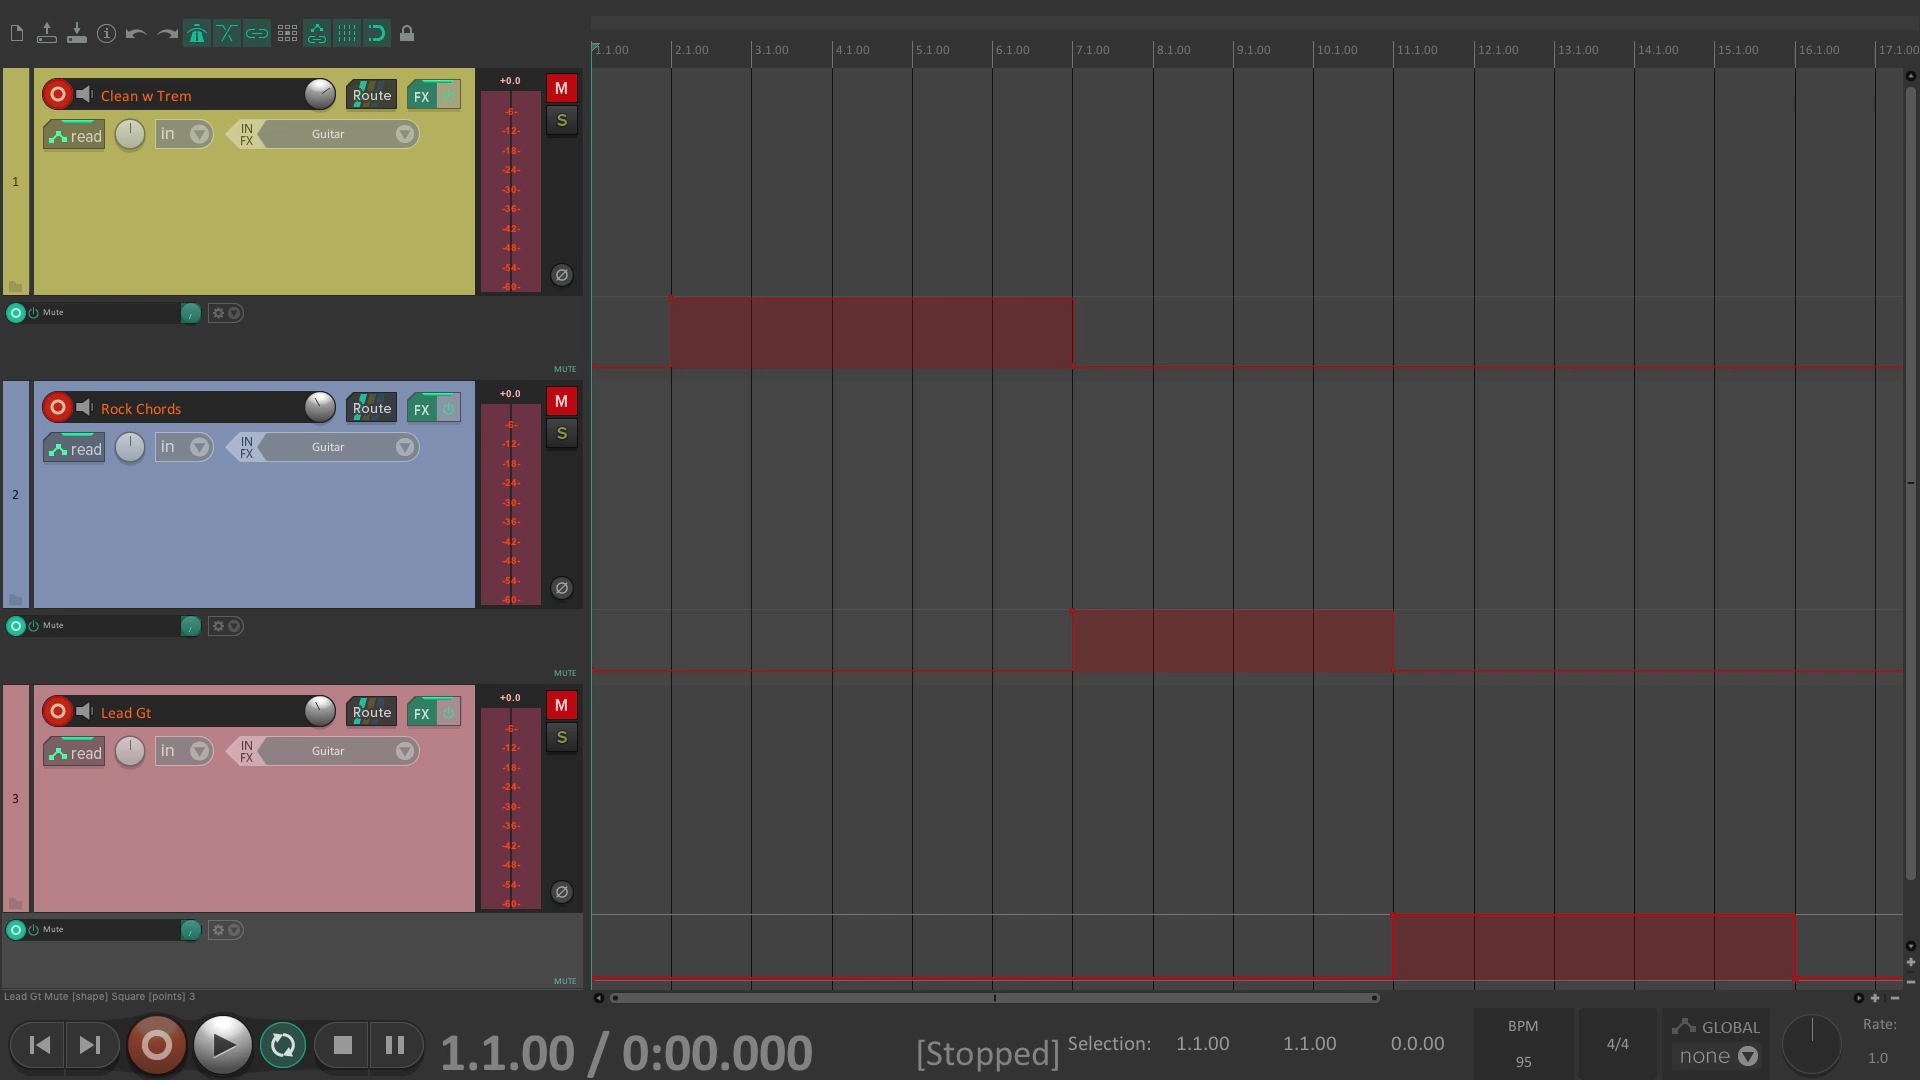 1.1.00 2.1.00 3.1.00 4.1.00 5.1.00 6.1.00 7.1.00 8.1.00 9.1.00 10.1.00 11.1.00 12.1.00 13.1.00 14.1.00 15.1.00 16.1.00 17.1.0
1
Clean w Trem
Route
FX
+0.0
M
S
read
in
IN
FX
Guitar
-6-
-12-
-18-
-24-
-30-
-36-
-42-
-48-
-54-
-60-
Mute
MUTE
2
Rock Chords
Route
FX
+0.0
M
S
read
in
IN
FX
Guitar
-6-
-12-
-18-
-24-
-30-
-36-
-42-
-48-
-54-
-60-
Mute
MUTE
3
Lead Gt
Route
FX
+0.0
M
S
read
in
IN
FX
Guitar
-6-
-12-
-18-
-24-
-30-
-36-
-42-
-48-
-54-
-60-
Mute
MUTE
Lead Gt Mute [shape] Square [points] 3
1.1.00 / 0:00.000
[Stopped]
Selection: 1.1.00 1.1.00 0.0.00
BPM
95
4/4
GLOBAL
none
Rate:
1.0